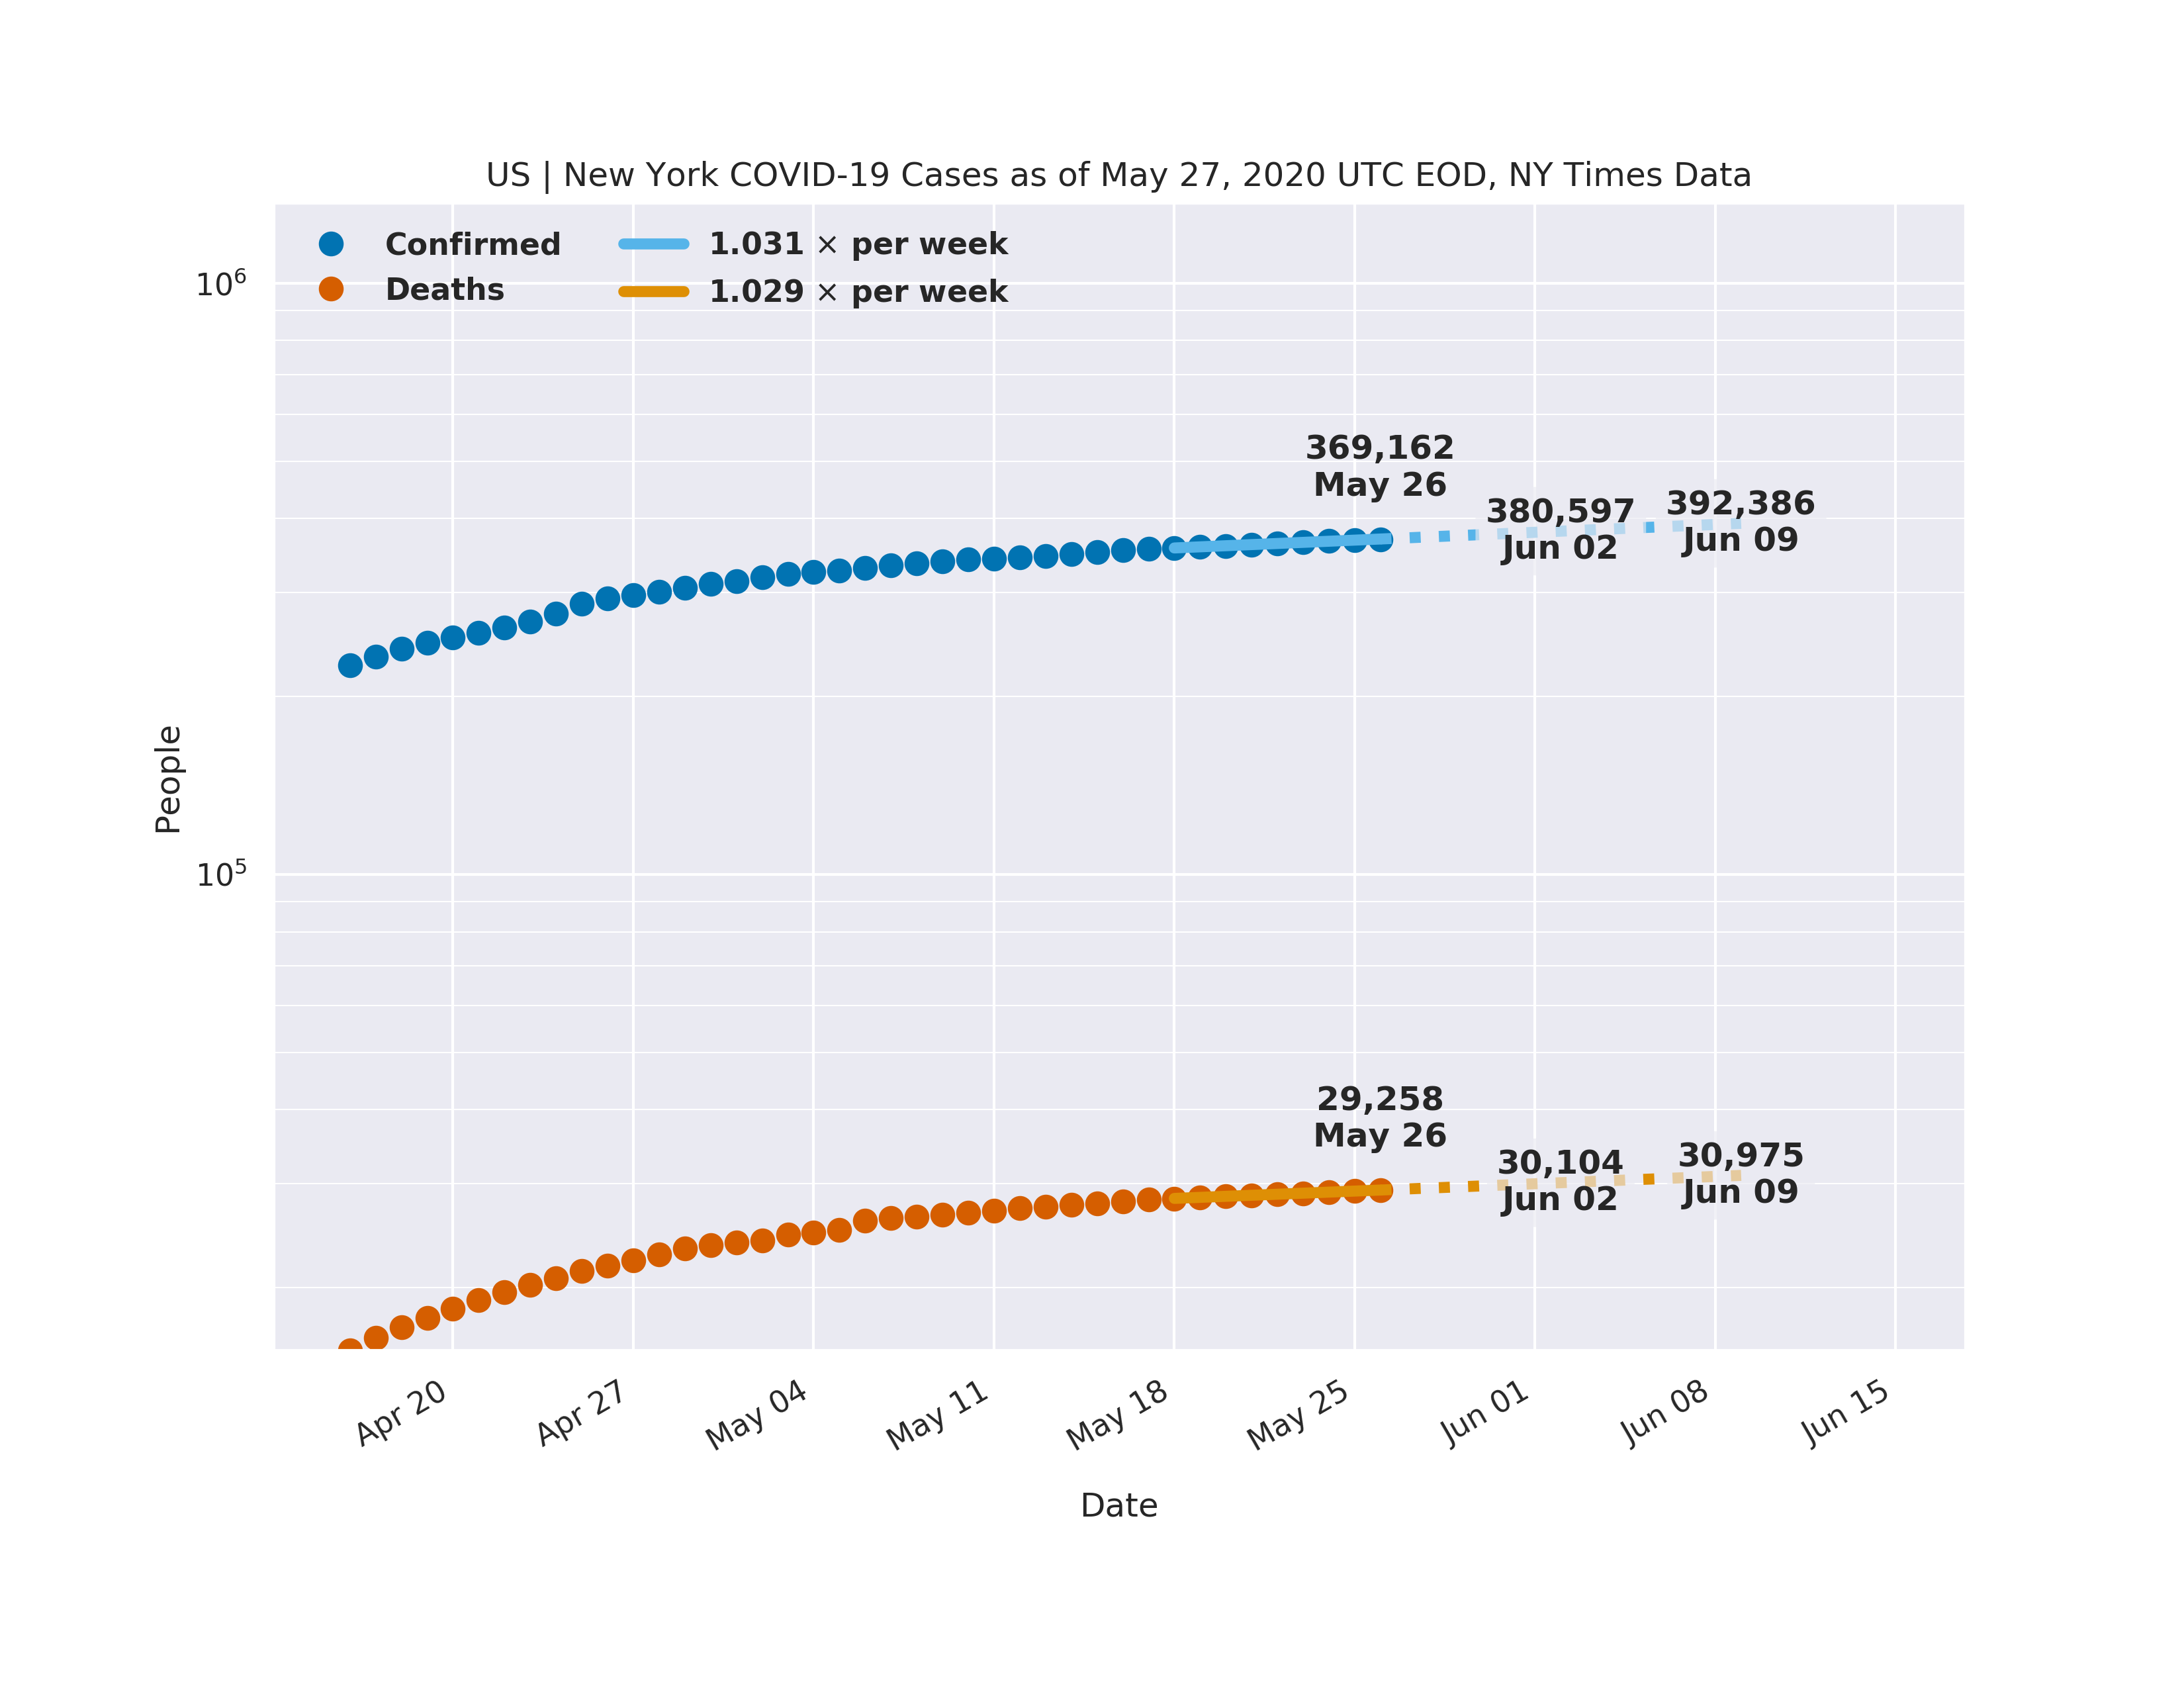 US | New York COVID-19 Cases as of May 27, 2020 UTC EOD, NY Times Data
Confirmed
Deaths
1.031 × per week
1.029 × per week
10⁶
10⁵
People
369,162
May 26
380,597
Jun 02
392,386
Jun 09
29,258
May 26
30,104
Jun 02
30,975
Jun 09
Apr 20
Apr 27
May 04
May 11
May 18
May 25
Jun 01
Jun 08
Jun 15
Date